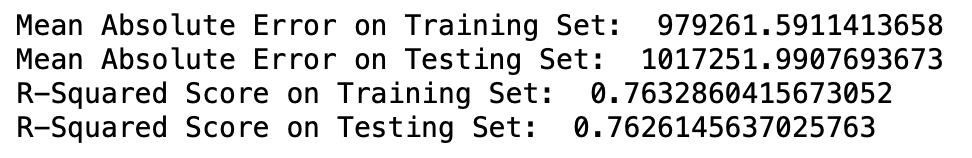 Mean Absolute Error on Training Set:  979261.5911413658
Mean Absolute Error on Testing Set:  1017251.9907693673
R-Squared Score on Training Set:  0.7632860415673052
R-Squared Score on Testing Set:  0.7626145637025763